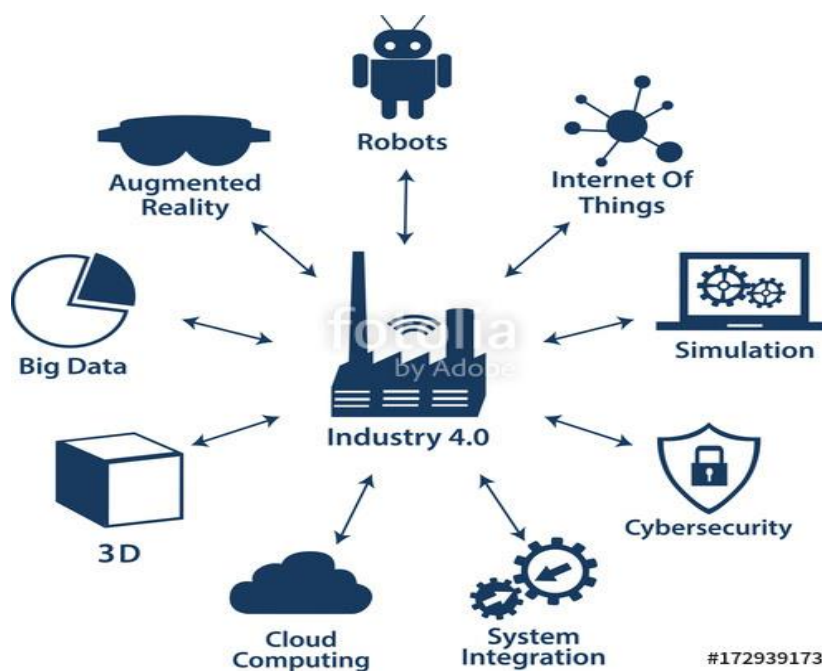 Robots
Augmented
Reality
Internet Of
Things
Big Data
fotolia
by Adobe
Simulation
Industry 4.0
3D
Cybersecurity
Cloud
Computing
System
Integration
#172939173